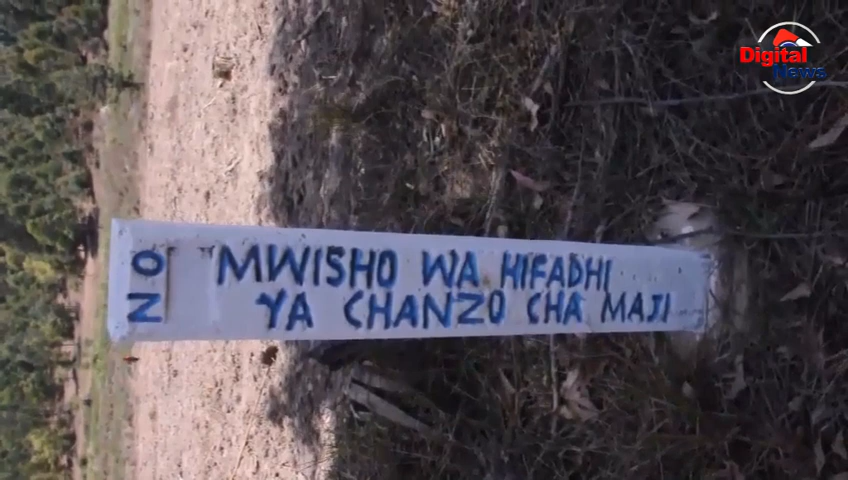 NO
MWISHO WA HIFADHI
YA CHANZO CHA MAJI
Digital
News